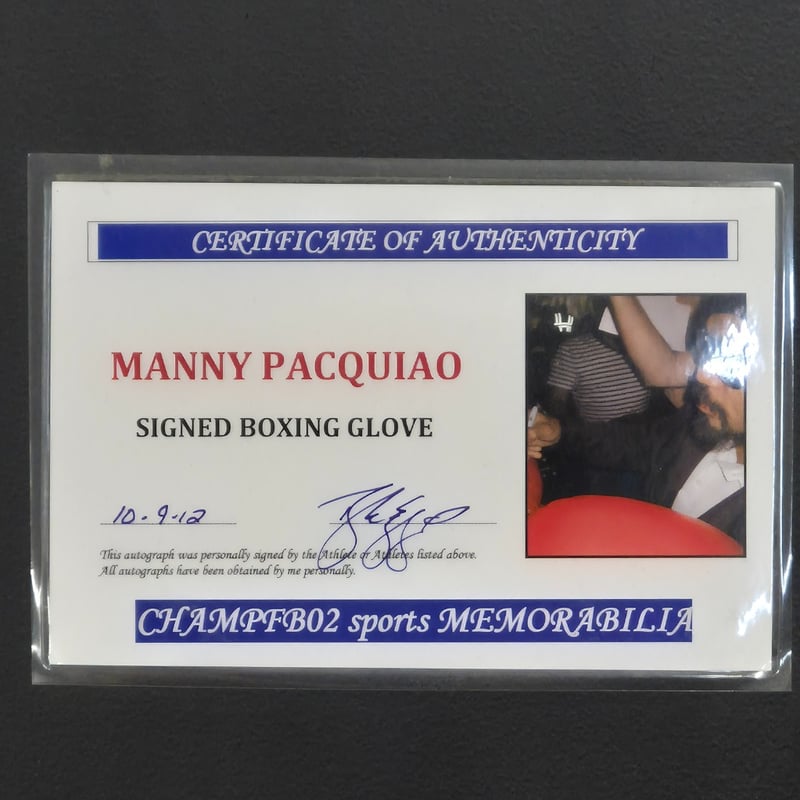 CERTIFICATE OF AUTHENTICITY
MANNY PACQUIAO
SIGNED BOXING GLOVE
10-9-12
This autograph was personally signed by the Athlete or Athletes listed above.
All autographs have been obtained by me personally.
CHAMPFB02 sports MEMORABILIA